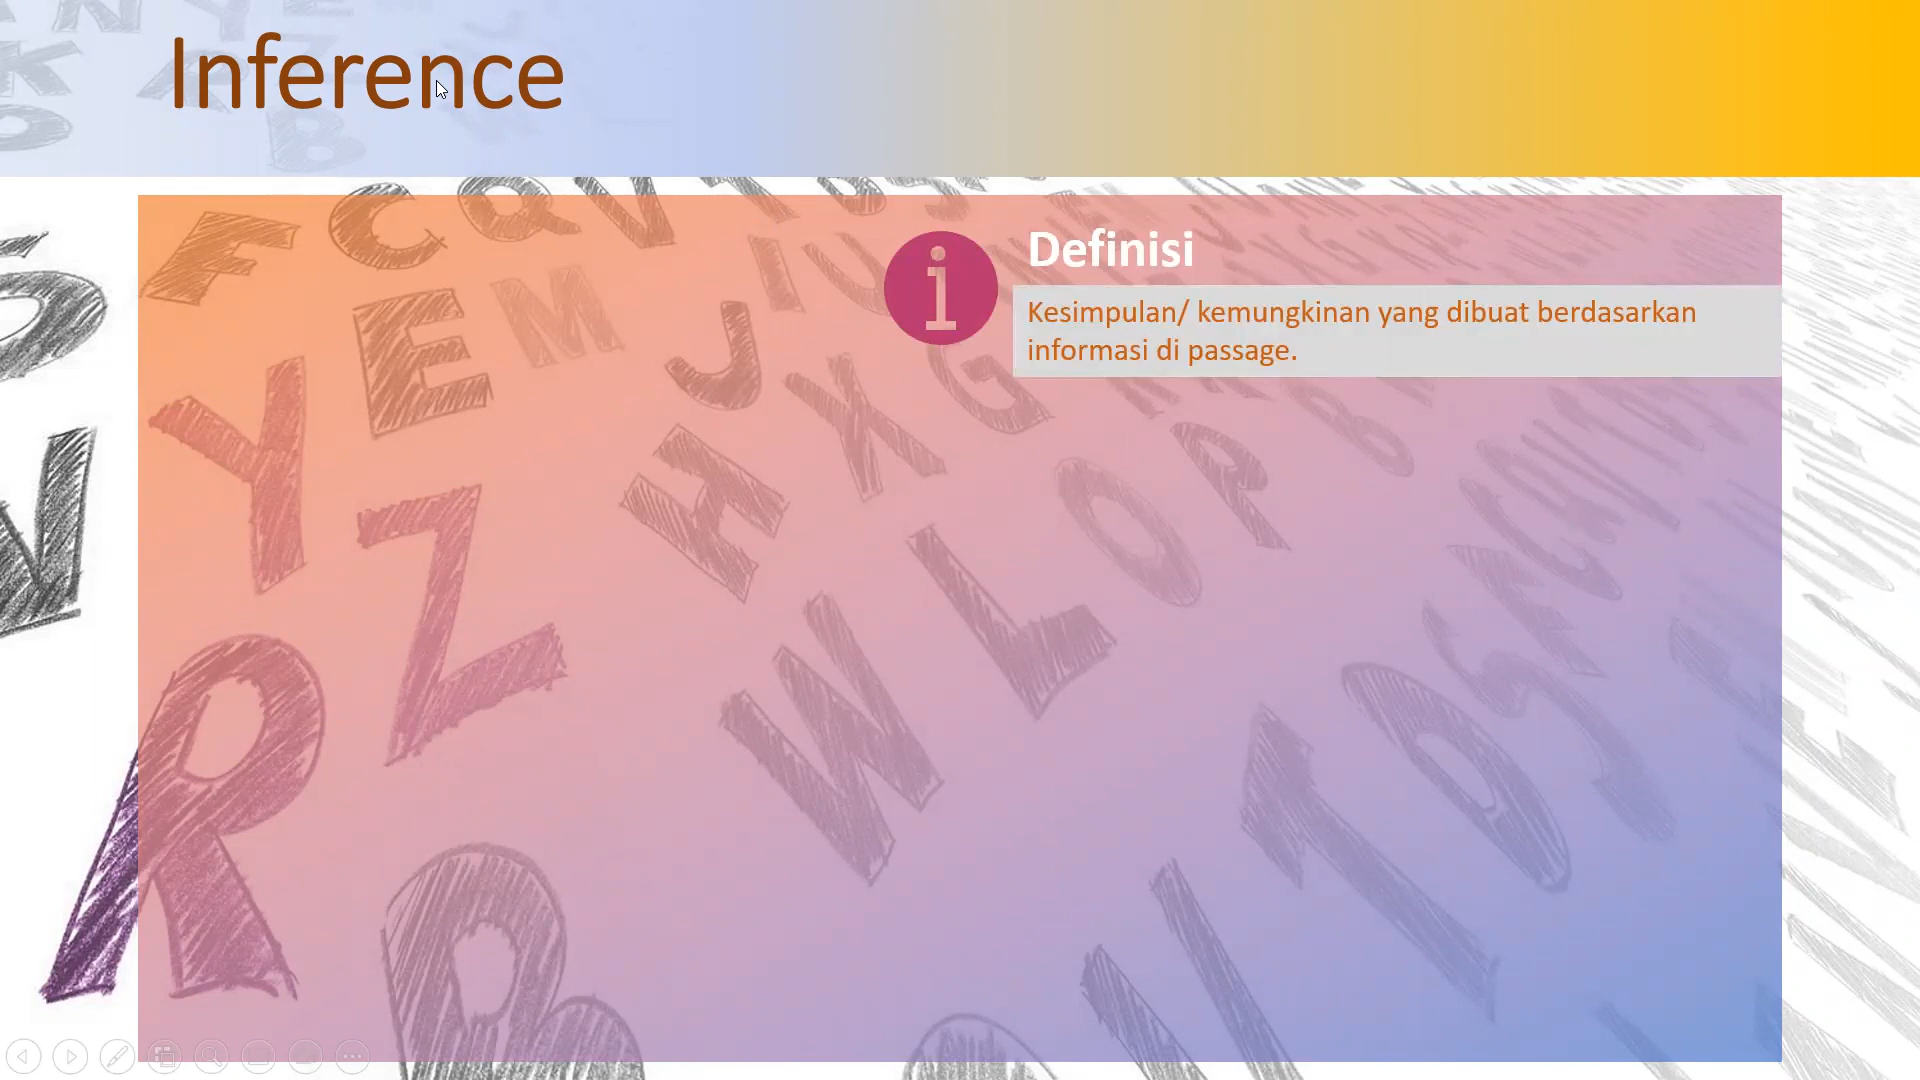 Inference
Definisi
Kesimpulan/ kemungkinan yang dibuat berdasarkan
informasi di passage.